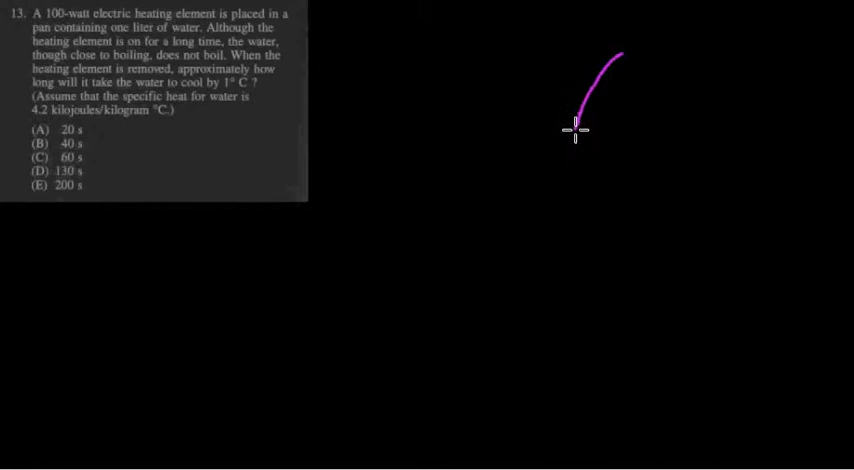 13. A 100-watt electric heating element is placed in a
pan containing one liter of water. Although the
heating element is on for a long time, the water,
though close to boiling, does not boil. When the
heating element is removed, approximately how
long will it take the water to cool by 1° C ?
(Assume that the specific heat for water is
4.2 kilojoules/kilogram °C.)
(A) 20 s
(B) 40 s
(C) 60 s
(D) 130 s
(E) 200 s